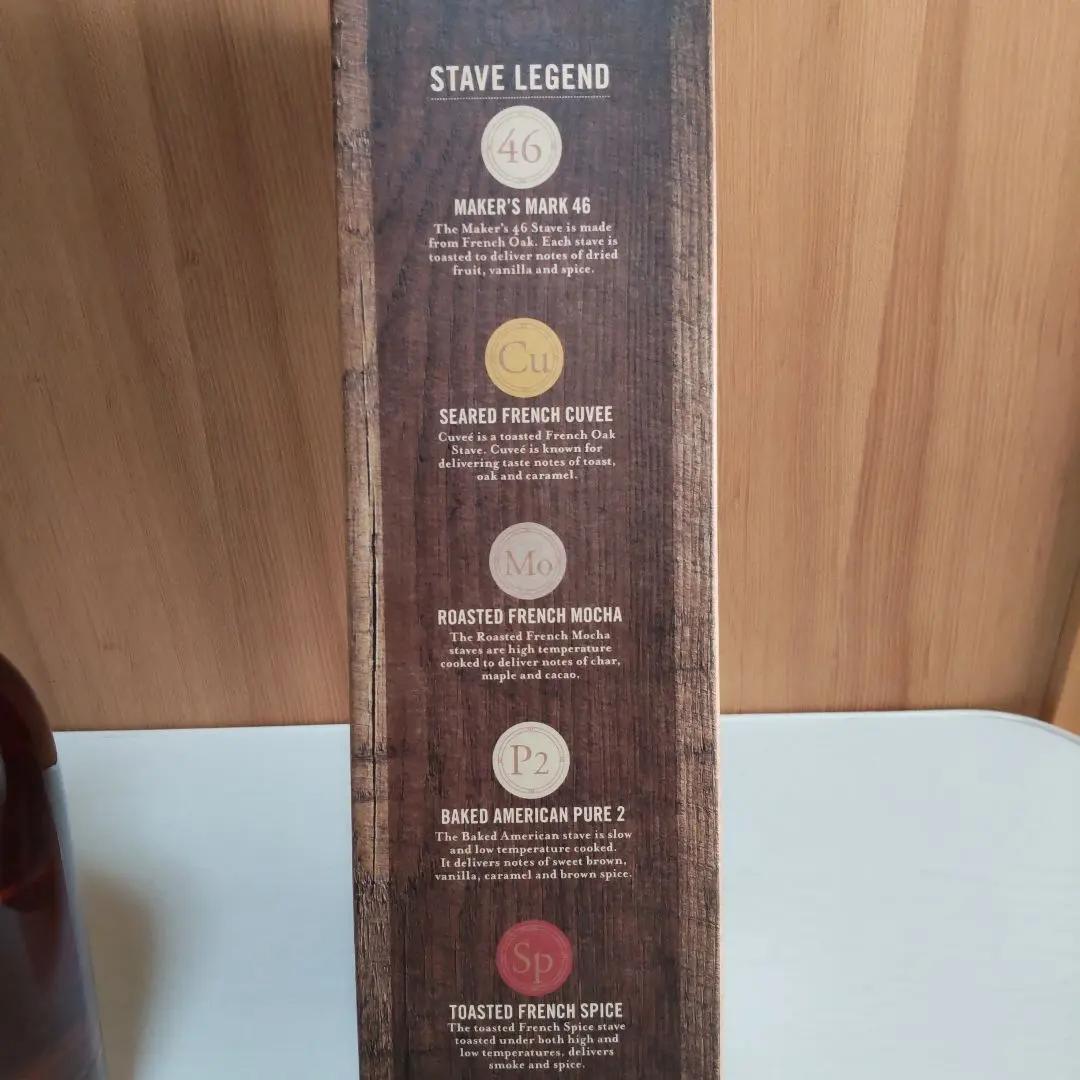 STAVE LEGEND
46
MAKER'S MARK 46
The Maker's 46 Stave is made
from French Oak. Each stave is
toasted to deliver notes of dried
fruit, vanilla and spice.
Cu
SEARED FRENCH CUVEE
Cuveé is a toasted French Oak
Stave. Cuveé is known for
delivering taste notes of toast,
oak and caramel.
Mo
ROASTED FRENCH MOCHA
The Roasted French Mocha
staves are high temperature
cooked to deliver notes of char,
maple and cacao.
P2
BAKED AMERICAN PURE 2
The Baked American stave is slow
and low temperature cooked.
It delivers notes of sweet brown,
vanilla, caramel and brown spice.
Sp
TOASTED FRENCH SPICE
The toasted French Spice stave
toasted under both high and
low temperatures, delivers
smoke and spice.